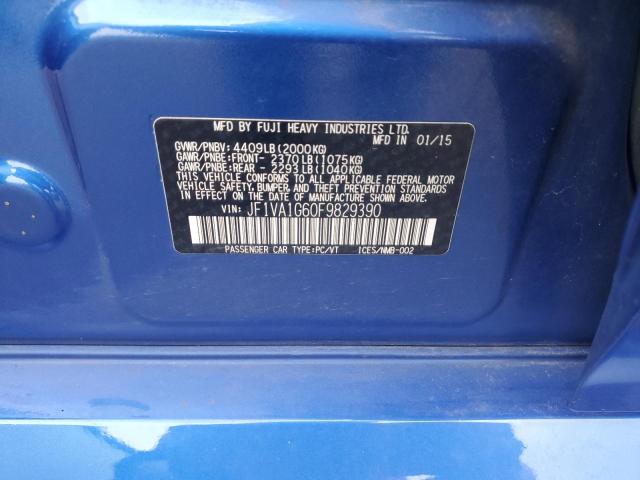 MFD BY FUJI HEAVY INDUSTRIES LTD.
MFD IN 01/15
GVWR/PNBV: 4409LB(2000KG)
GAWR/PNBE:FRONT- 2370LB(1075KG)
GAWR/PNBE:REAR - 2293LB(1040KG)
THIS VEHICLE CONFORMS TO ALL APPLICABLE FEDERAL MOTOR
VEHICLE SAFETY, BUMPER, AND THEFT PREVENTION STANDARDS
IN EFFECT ON THE DATE OF MANUFACTURE SHOWN ABOVE.
VIN: JF1VA1G60F9829390
PASSENGER CAR TYPE:PC/VT ICES/NMB-002